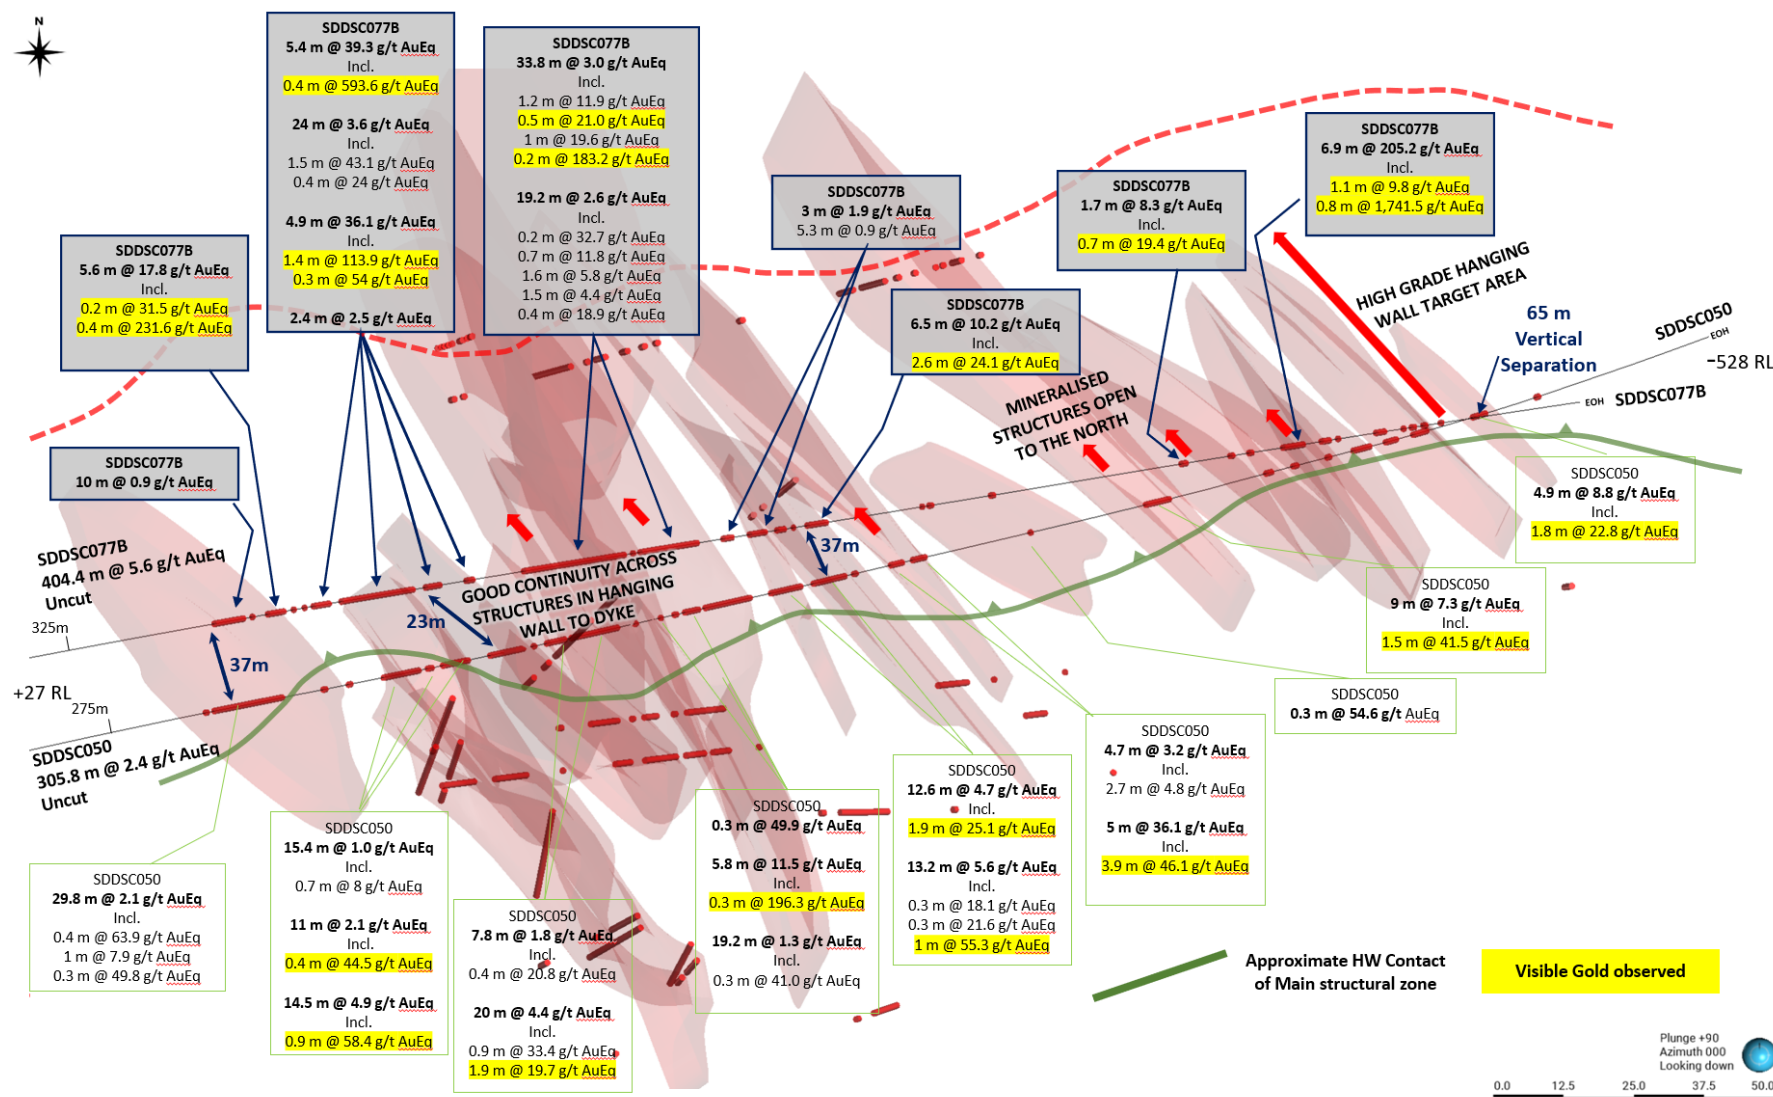 N
SDDSC077B
5.4 m @ 39.3 g/t AuEq
Incl.
0.4 m @ 593.6 g/t AuEq
24 m @ 3.6 g/t AuEq
Incl.
1.5 m @ 43.1 g/t AuEq
0.4 m @ 24 g/t AuEq
4.9 m @ 36.1 g/t AuEq
Incl.
1.4 m @ 113.9 g/t AuEq
0.3 m @ 54 g/t AuEq
2.4 m @ 2.5 g/t AuEq
SDDSC077B
33.8 m @ 3.0 g/t AuEq
Incl.
1.2 m @ 11.9 g/t AuEq
0.5 m @ 21.0 g/t AuEq
1 m @ 19.6 g/t AuEq
0.2 m @ 183.2 g/t AuEq
19.2 m @ 2.6 g/t AuEq
Incl.
0.2 m @ 32.7 g/t AuEq
0.7 m @ 11.8 g/t AuEq
1.6 m @ 5.8 g/t AuEq
1.5 m @ 4.4 g/t AuEq
0.4 m @ 18.9 g/t AuEq
SDDSC077B
3 m @ 1.9 g/t AuEq
5.3 m @ 0.9 g/t AuEq
SDDSC077B
1.7 m @ 8.3 g/t AuEq
Incl.
0.7 m @ 19.4 g/t AuEq
SDDSC077B
6.9 m @ 205.2 g/t AuEq
Incl.
1.1 m @ 9.8 g/t AuEq
0.8 m @ 1,741.5 g/t AuEq
SDDSC077B
5.6 m @ 17.8 g/t AuEq
Incl.
0.2 m @ 31.5 g/t AuEq
0.4 m @ 231.6 g/t AuEq
SDDSC077B
6.5 m @ 10.2 g/t AuEq
Incl.
2.6 m @ 24.1 g/t AuEq
HIGH GRADE HANGING
WALL TARGET AREA
65 m
Vertical
Separation
SDDSC050
EOH
−528 RL
EOH
SDDSC077B
MINERALISED
STRUCTURES OPEN
TO THE NORTH
SDDSC077B
10 m @ 0.9 g/t AuEq
SDDSC077B
404.4 m @ 5.6 g/t AuEq
Uncut
325m
37m
23m
37m
GOOD CONTINUITY ACROSS
STRUCTURES IN HANGING
WALL TO DYKE
+27 RL
275m
SDDSC050
305.8 m @ 2.4 g/t AuEq
Uncut
SDDSC050
4.9 m @ 8.8 g/t AuEq
Incl.
1.8 m @ 22.8 g/t AuEq
SDDSC050
9 m @ 7.3 g/t AuEq
Incl.
1.5 m @ 41.5 g/t AuEq
SDDSC050
0.3 m @ 54.6 g/t AuEq
SDDSC050
4.7 m @ 3.2 g/t AuEq
Incl.
2.7 m @ 4.8 g/t AuEq
5 m @ 36.1 g/t AuEq
Incl.
3.9 m @ 46.1 g/t AuEq
SDDSC050
12.6 m @ 4.7 g/t AuEq
Incl.
1.9 m @ 25.1 g/t AuEq
13.2 m @ 5.6 g/t AuEq
Incl.
0.3 m @ 18.1 g/t AuEq
0.3 m @ 21.6 g/t AuEq
1 m @ 55.3 g/t AuEq
SDDSC050
0.3 m @ 49.9 g/t AuEq
5.8 m @ 11.5 g/t AuEq
Incl.
0.3 m @ 196.3 g/t AuEq
19.2 m @ 1.3 g/t AuEq
Incl.
0.3 m @ 41.0 g/t AuEq
SDDSC050
7.8 m @ 1.8 g/t AuEq
Incl.
0.4 m @ 20.8 g/t AuEq
20 m @ 4.4 g/t AuEq
Incl.
0.9 m @ 33.4 g/t AuEq
1.9 m @ 19.7 g/t AuEq
SDDSC050
15.4 m @ 1.0 g/t AuEq
Incl.
0.7 m @ 8 g/t AuEq
11 m @ 2.1 g/t AuEq
Incl.
0.4 m @ 44.5 g/t AuEq
14.5 m @ 4.9 g/t AuEq
Incl.
0.9 m @ 58.4 g/t AuEq
SDDSC050
29.8 m @ 2.1 g/t AuEq
Incl.
0.4 m @ 63.9 g/t AuEq
1 m @ 7.9 g/t AuEq
0.3 m @ 49.8 g/t AuEq
Approximate HW Contact
of Main structural zone
Visible Gold observed
Plunge +90
Azimuth 000
Looking down
0.0 12.5 25.0 37.5 50.0